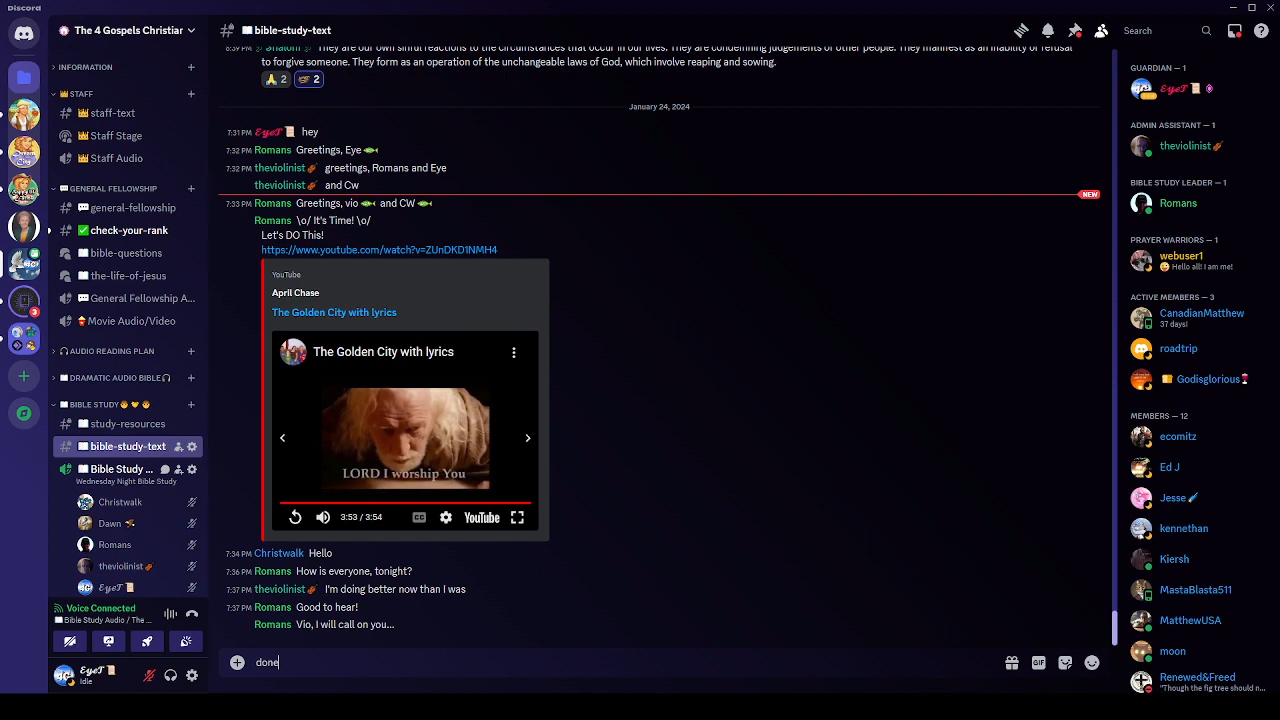 Discord
The 4 Gospels Christian
bible-study-text
Search
INFORMATION
STAFF
staff-text
Staff Stage
Staff Audio
GENERAL FELLOWSHIP
general-fellowship
check-your-rank
bible-questions
the-life-of-jesus
General Fellowship A...
Movie Audio/Video
AUDIO READING PLAN
DRAMATIC AUDIO BIBLE
BIBLE STUDY
study-resources
bible-study-text
Bible Study ...
Wednesday Night Bible Study
Christwalk
Dawn
Romans
theviolinist
EyeT
Voice Connected
Bible Study Audio / The ...
EyeT
Idle
3
8:39 PM Shalom They are our own sinful reactions to the circumstances that occur in our lives. They are condemning judgements of other people. They manifest as an inability or refusal
to forgive someone. They form as an operation of the unchangeable laws of God, which involve reaping and sowing.
2 2
January 24, 2024
7:31 PM EyeT hey
7:32 PM Romans Greetings, Eye
7:32 PM theviolinist greetings, Romans and Eye
theviolinist and Cw
NEW
7:33 PM Romans Greetings, vio and CW
Romans \o/ It's Time! \o/
Let's DO This!
https://www.youtube.com/watch?v=ZUnDKD1NMH4
YouTube
April Chase
The Golden City with lyrics
The Golden City with lyrics
LORD I worship You
3:53 / 3:54 CC YouTube
7:34 PM Christwalk Hello
7:36 PM Romans How is everyone, tonight?
7:37 PM theviolinist I'm doing better now than I was
7:37 PM Romans Good to hear!
Romans Vio, I will call on you...
done
GIF
GUARDIAN — 1
EyeT
ADMIN ASSISTANT — 1
theviolinist
BIBLE STUDY LEADER — 1
Romans
PRAYER WARRIORS — 1
webuser1
Hello all! I am me!
ACTIVE MEMBERS — 3
CanadianMatthew
37 days!
roadtrip
Godisglorious
MEMBERS — 12
ecomitz
Ed J
Jesse
kennethan
Kiersh
MastaBlasta511
MatthewUSA
moon
Renewed&Freed
"Though the fig tree should n...